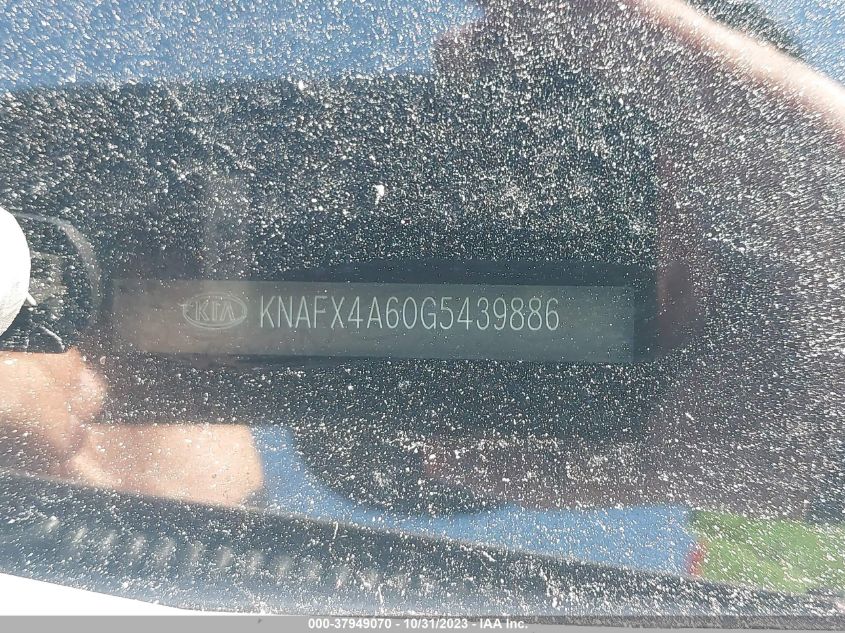 KIA KNAFX4A60G5439886
000-37949070 - 10/31/2023 - IAA Inc.